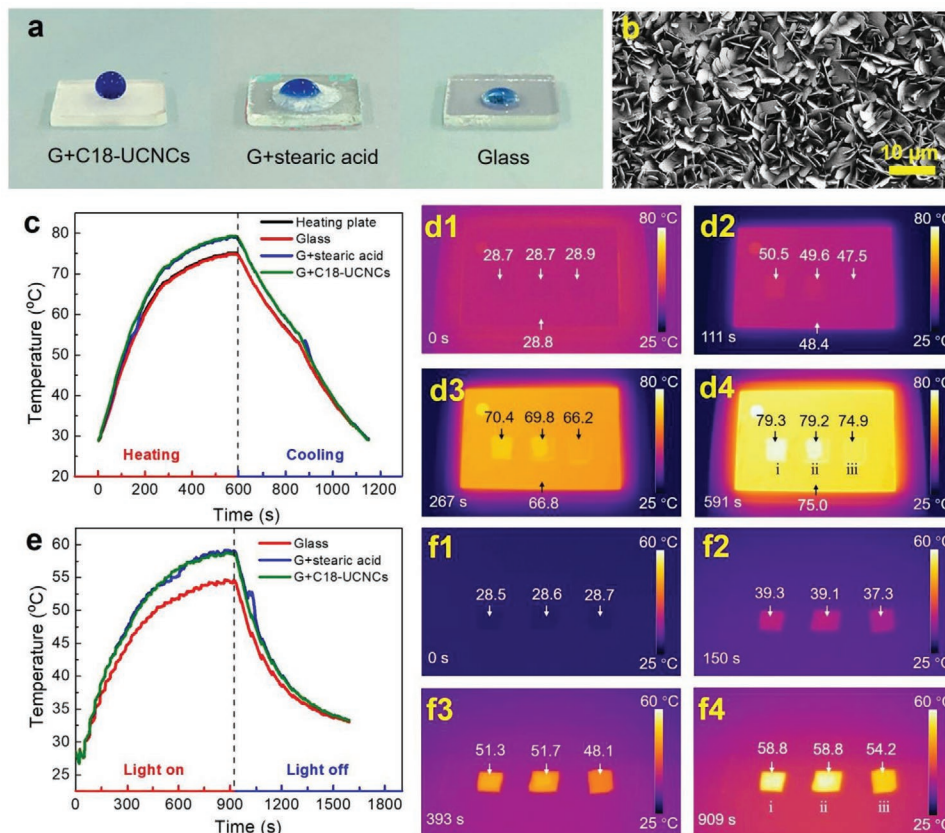 a
G+C18-UCNCs
G+stearic acid
Glass
b
10 µm
c
Temperature (°C)
80
70
60
50
40
30
20
Heating plate
Glass
G+stearic acid
G+C18-UCNCs
Heating
Cooling
0 150 300 450 600 750 900 1050 1200
Time (s)
d1
80 °C
28.7 28.7 28.9
28.8
0 s
25 °C
d2
80 °C
50.5 49.6 47.5
48.4
111 s
25 °C
d3
80 °C
70.4 69.8 66.2
66.8
267 s
25 °C
d4
80 °C
79.3 79.2 74.9
i ii iii
75.0
591 s
25 °C
e
Temperature (°C)
60
55
50
45
40
35
30
25
Glass
G+stearic acid
G+C18-UCNCs
Light on
Light off
0 300 600 900 1200 1500 1800
Time (s)
f1
60 °C
28.5 28.6 28.7
0 s
25 °C
f2
60 °C
39.3 39.1 37.3
150 s
25 °C
f3
60 °C
51.3 51.7 48.1
393 s
25 °C
f4
60 °C
58.8 58.8 54.2
i ii iii
909 s
25 °C